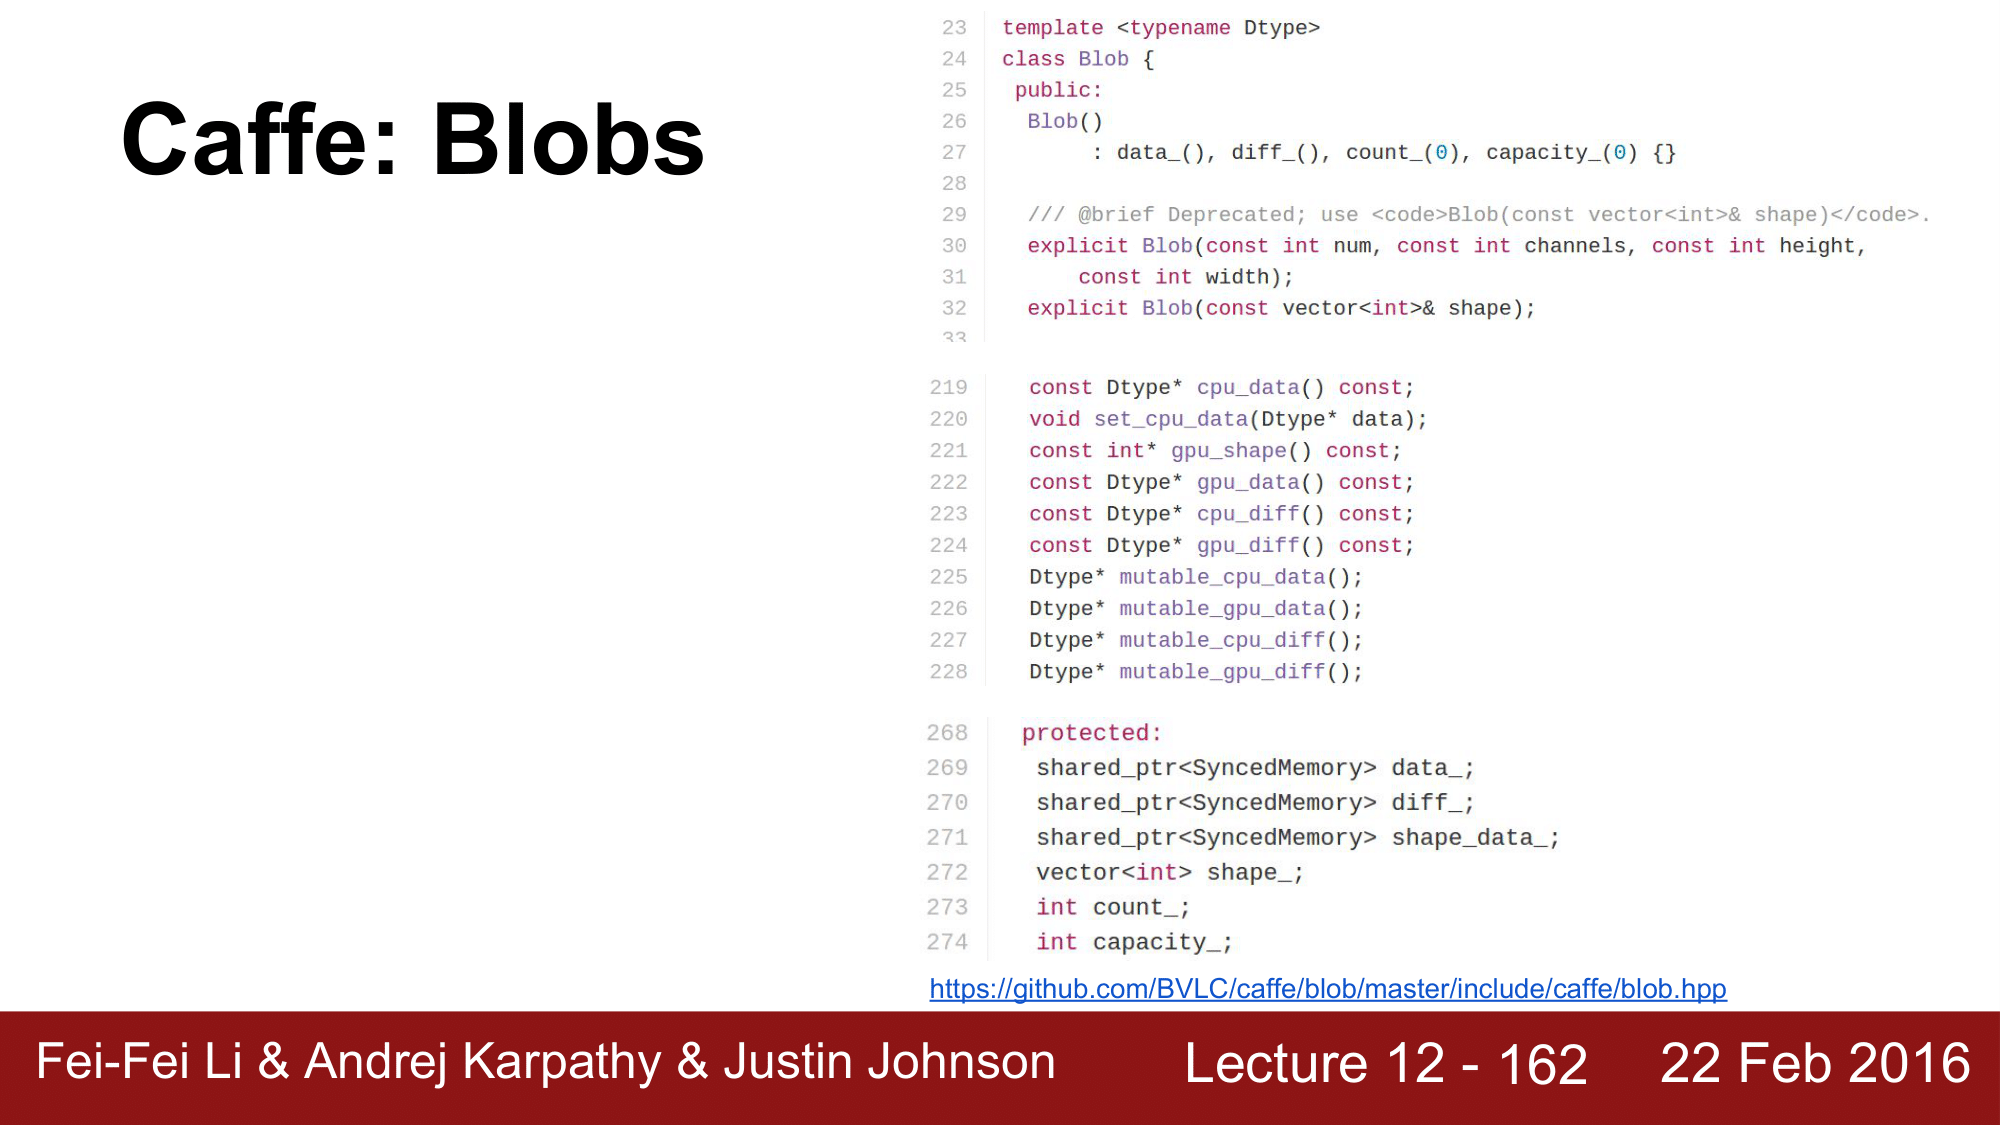 Caffe: Blobs
23 template <typename Dtype>
24 class Blob {
25 public:
26 Blob()
27 : data_(), diff_(), count_(0), capacity_(0) {}
28
29 /// @brief Deprecated; use <code>Blob(const vector<int>& shape)</code>.
30 explicit Blob(const int num, const int channels, const int height,
31 const int width);
32 explicit Blob(const vector<int>& shape);
33
219 const Dtype* cpu_data() const;
220 void set_cpu_data(Dtype* data);
221 const int* gpu_shape() const;
222 const Dtype* gpu_data() const;
223 const Dtype* cpu_diff() const;
224 const Dtype* gpu_diff() const;
225 Dtype* mutable_cpu_data();
226 Dtype* mutable_gpu_data();
227 Dtype* mutable_cpu_diff();
228 Dtype* mutable_gpu_diff();
268 protected:
269 shared_ptr<SyncedMemory> data_;
270 shared_ptr<SyncedMemory> diff_;
271 shared_ptr<SyncedMemory> shape_data_;
272 vector<int> shape_;
273 int count_;
274 int capacity_;
https://github.com/BVLC/caffe/blob/master/include/caffe/blob.hpp
Fei-Fei Li & Andrej Karpathy & Justin Johnson Lecture 12 - 162 22 Feb 2016